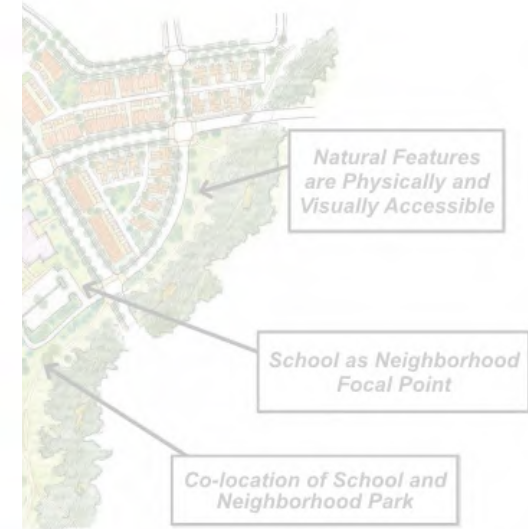 Natural Features
are Physically and
Visually Accessible
School as Neighborhood
Focal Point
Co-location of School and
Neighborhood Park